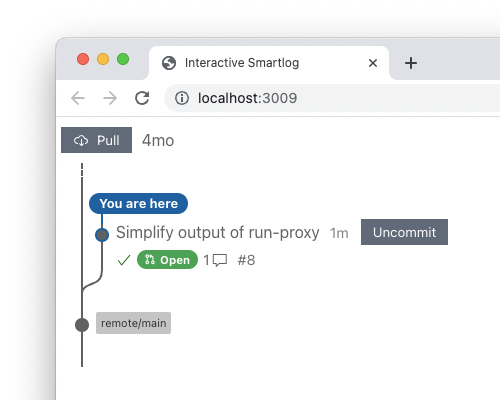 Interactive Smartlog
localhost:3009
Pull 4mo
You are here
Simplify output of run-proxy 1m Uncommit
Open 1 #8
remote/main